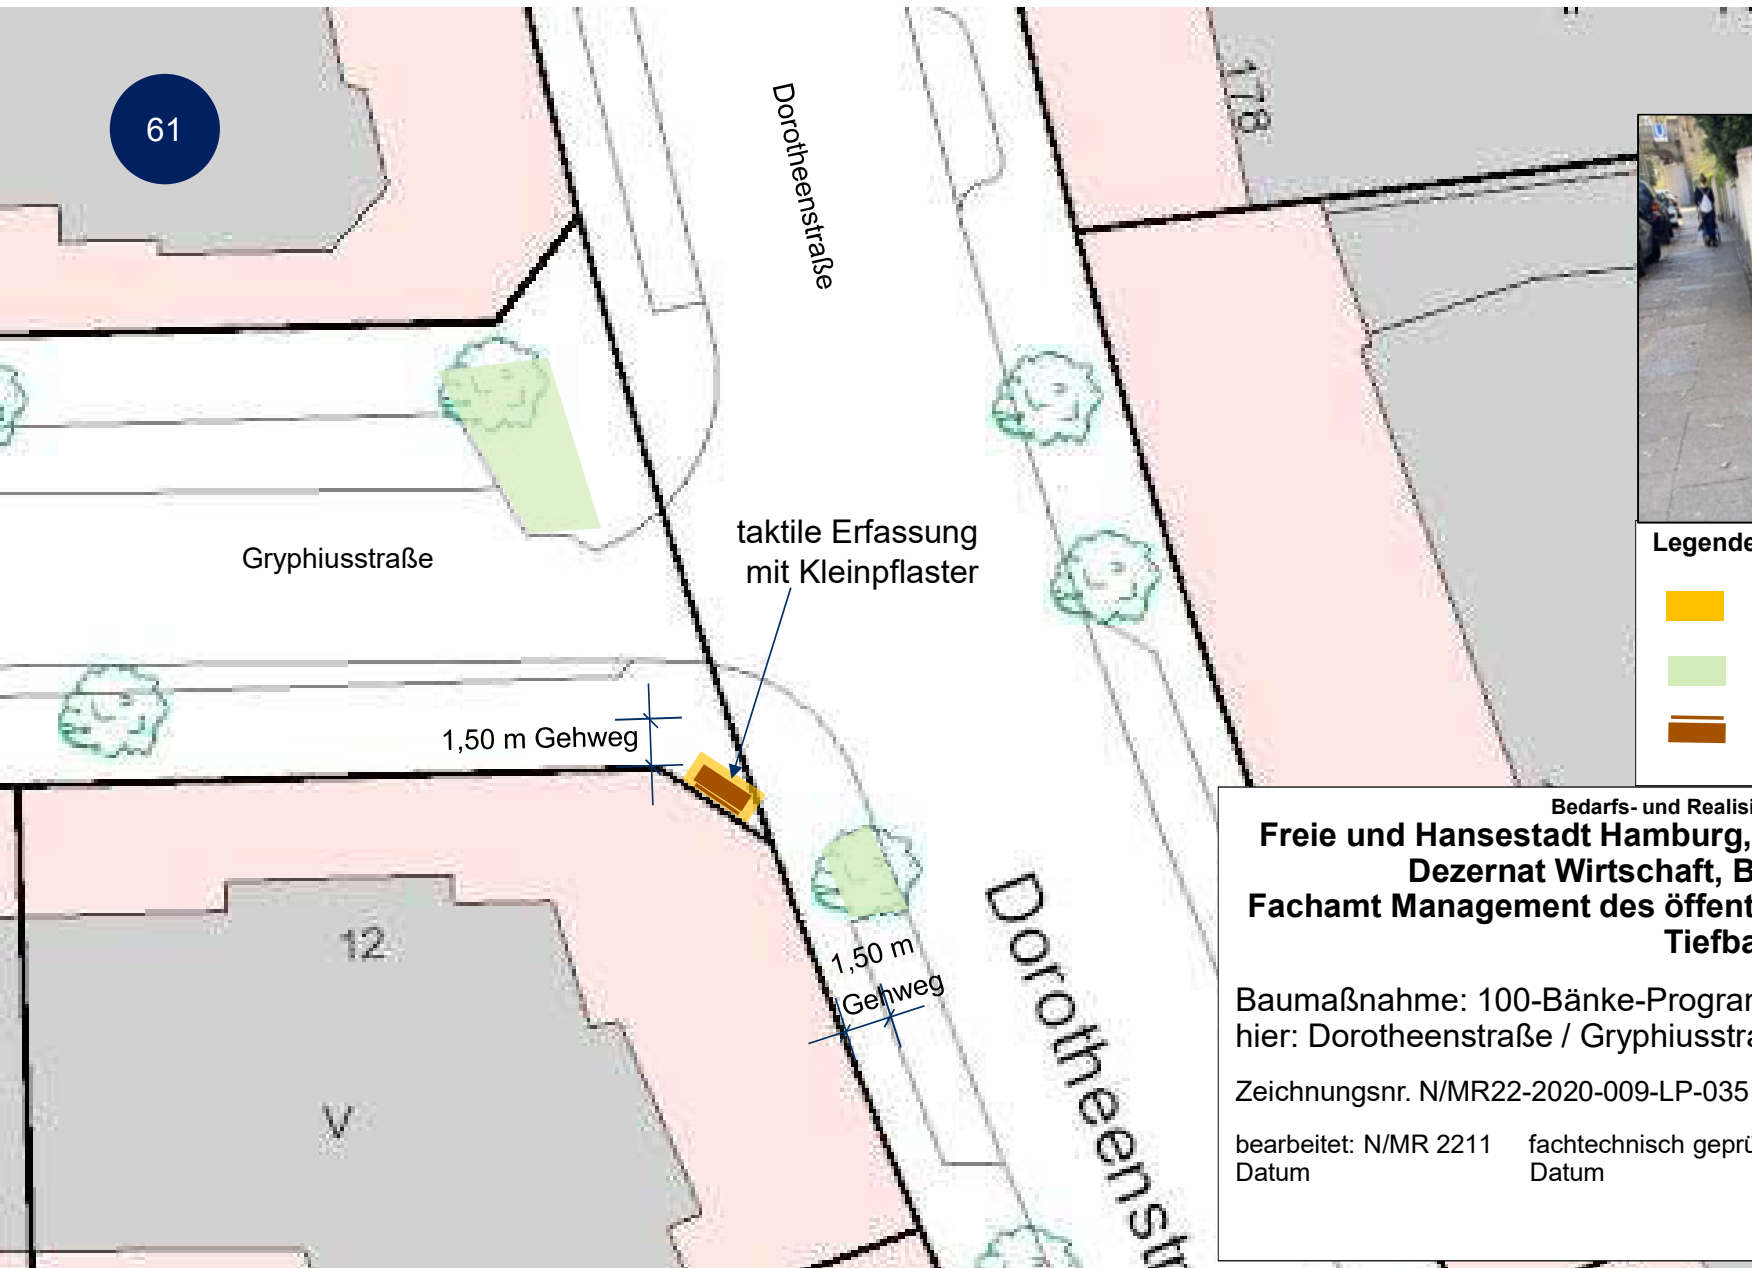 61
Dorotheenstraße
178
Gryphiusstraße
taktile Erfassung
mit Kleinpflaster
1,50 m Gehweg
1,50 m
Gehweg
12
V
Dorotheenstr
Legende
Bedarfs- und Realisi
Freie und Hansestadt Hamburg,
Dezernat Wirtschaft, B
Fachamt Management des öffent
Tiefba
Baumaßnahme: 100-Bänke-Program
hier: Dorotheenstraße / Gryphiusstra
Zeichnungsnr. N/MR22-2020-009-LP-035
bearbeitet: N/MR 2211 fachtechnisch geprü
Datum Datum